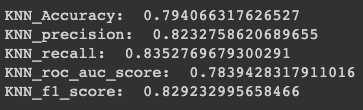 KNN_Accuracy:  0.794066317626527
KNN_precision:  0.8232758620689655
KNN_recall:  0.8352769679300291
KNN_roc_auc_score:  0.7839428317911016
KNN_f1_score:  0.829232995658466